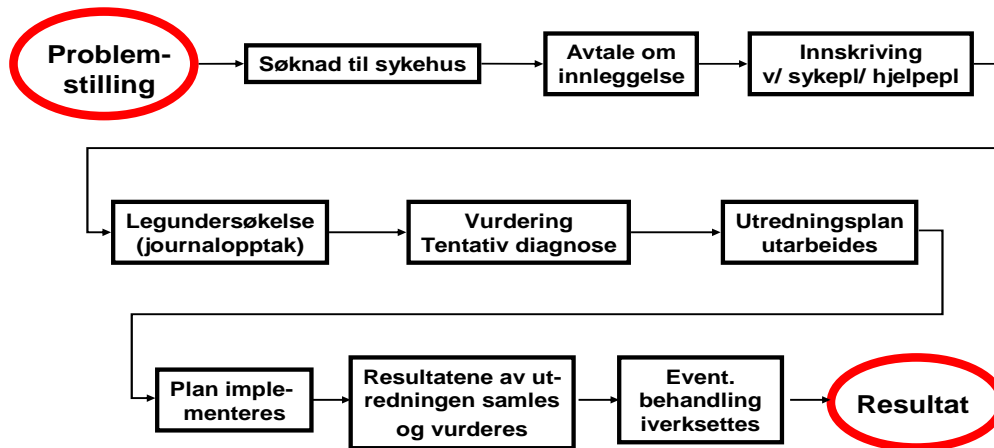 Problem-
stilling
Søknad til sykehus
Avtale om
innleggelse
Innskriving
v/ sykepl/ hjelpepl
Legundersøkelse
(journalopptak)
Vurdering
Tentativ diagnose
Utredningsplan
utarbeides
Plan imple-
menteres
Resultatene av ut-
redningen samles
og vurderes
Event.
behandling
iverksettes
Resultat